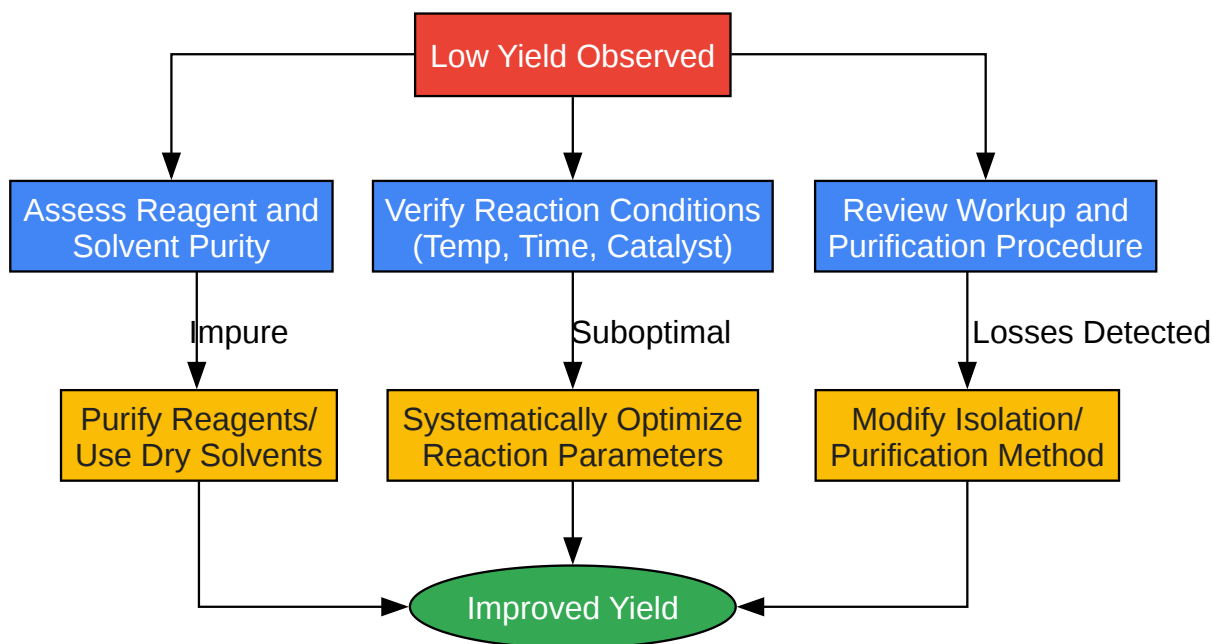 Low Yield Observed
Assess Reagent and
Solvent Purity
Verify Reaction Conditions
(Temp, Time, Catalyst)
Review Workup and
Purification Procedure
Impure
Suboptimal
Losses Detected
Purify Reagents/
Use Dry Solvents
Systematically Optimize
Reaction Parameters
Modify Isolation/
Purification Method
Improved Yield